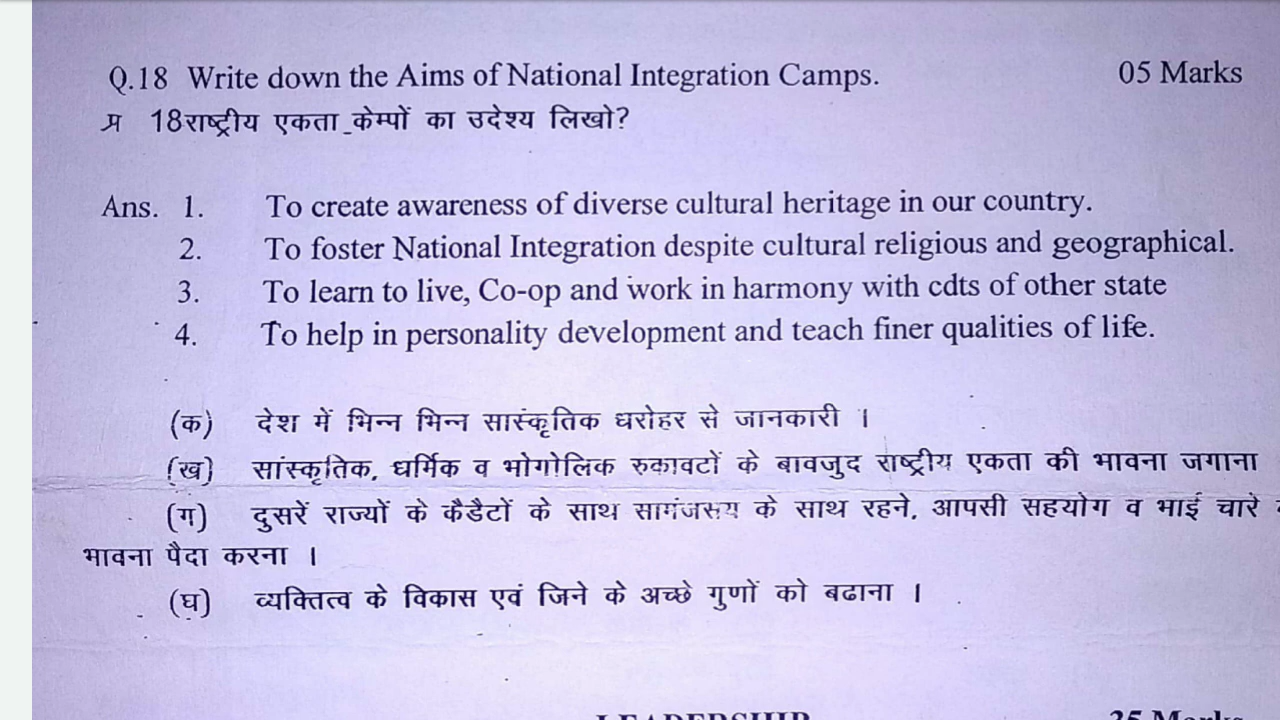 Q.18 Write down the Aims of National Integration Camps. 05 Marks
प्र 18राष्ट्रीय एकता केम्पों का उदेश्य लिखो?
Ans. 1. To create awareness of diverse cultural heritage in our country.
2. To foster National Integration despite cultural religious and geographical.
3. To learn to live, Co-op and work in harmony with cdts of other state
4. To help in personality development and teach finer qualities of life.
(क) देश में भिन्न भिन्न सास्ंकृतिक धरोहर से जानकारी ।
(ख) सांस्कृतिक, धर्मिक व भोगोलिक रुकावटों के बावजुद राष्ट्रीय एकता की भावना जगाना
(ग) दुसरें राज्यों के कैडैटों के साथ सामंजसय के साथ रहने, आपसी सहयोग व भाई चारे
भावना पैदा करना ।
(घ) व्यक्तित्व के विकास एवं जिने के अच्छे गुणों को बढाना ।
LEADERSHIP 25 Marks